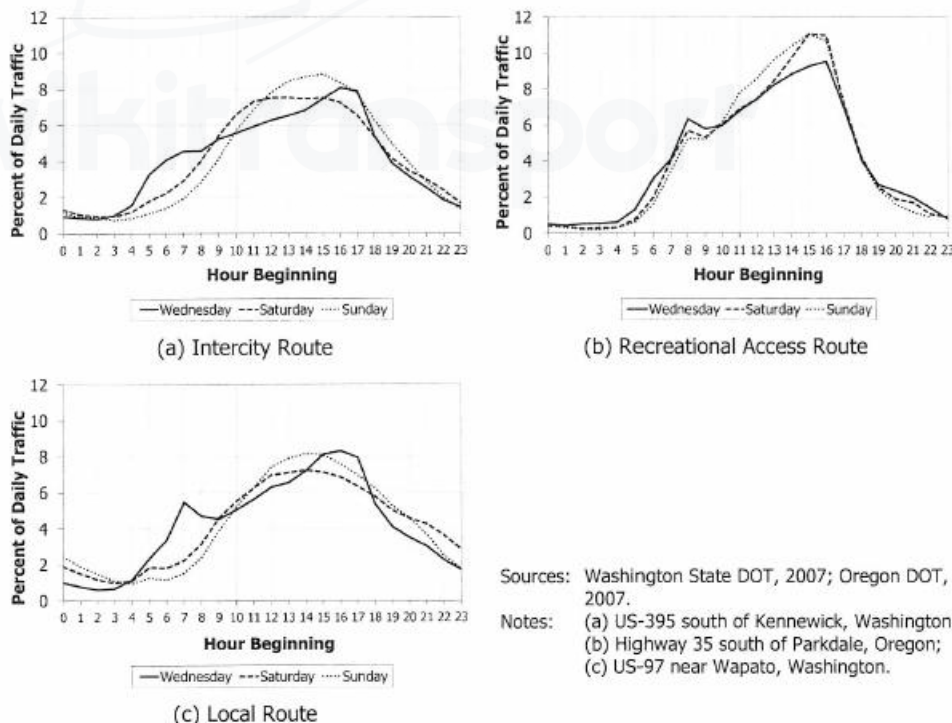 12
10
8
6
4
2
0
Percent of Daily Traffic
0 1 2 3 4 5 6 7 8 9 10 11 12 13 14 15 16 17 18 19 20 21 22 23
Hour Beginning
Wednesday Saturday Sunday
(a) Intercity Route
12
10
8
6
4
2
0
Percent of Daily Traffic
0 1 2 3 4 5 6 7 8 9 10 11 12 13 14 15 16 17 18 19 20 21 22 23
Hour Beginning
Wednesday Saturday Sunday
(b) Recreational Access Route
12
10
8
6
4
2
0
Percent of Daily Traffic
0 1 2 3 4 5 6 7 8 9 10 11 12 13 14 15 16 17 18 19 20 21 22 23
Hour Beginning
Wednesday Saturday Sunday
(c) Local Route
Sources: Washington State DOT, 2007; Oregon DOT,
2007.
Notes: (a) US-395 south of Kennewick, Washington
(b) Highway 35 south of Parkdale, Oregon;
(c) US-97 near Wapato, Washington.